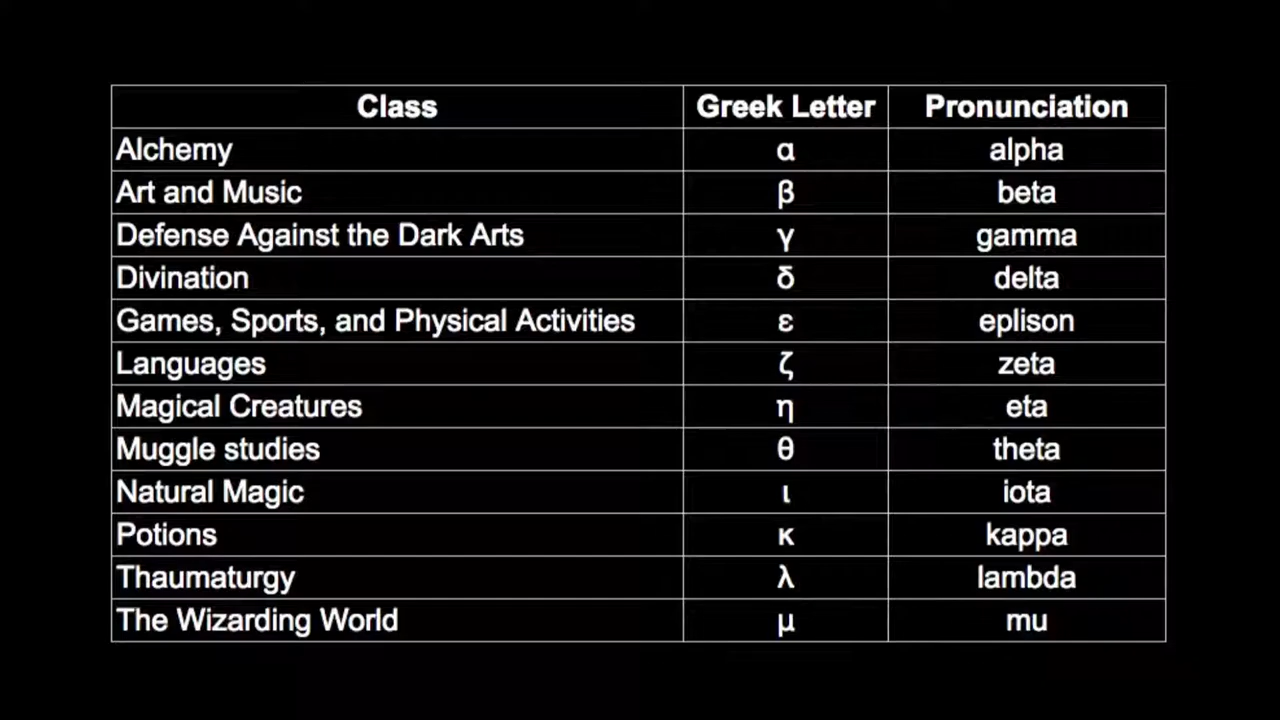 Class Greek Letter Pronunciation
Alchemy α alpha
Art and Music β beta
Defense Against the Dark Arts γ gamma
Divination δ delta
Games, Sports, and Physical Activities ε eplison
Languages ζ zeta
Magical Creatures η eta
Muggle studies θ theta
Natural Magic ι iota
Potions κ kappa
Thaumaturgy λ lambda
The Wizarding World μ mu